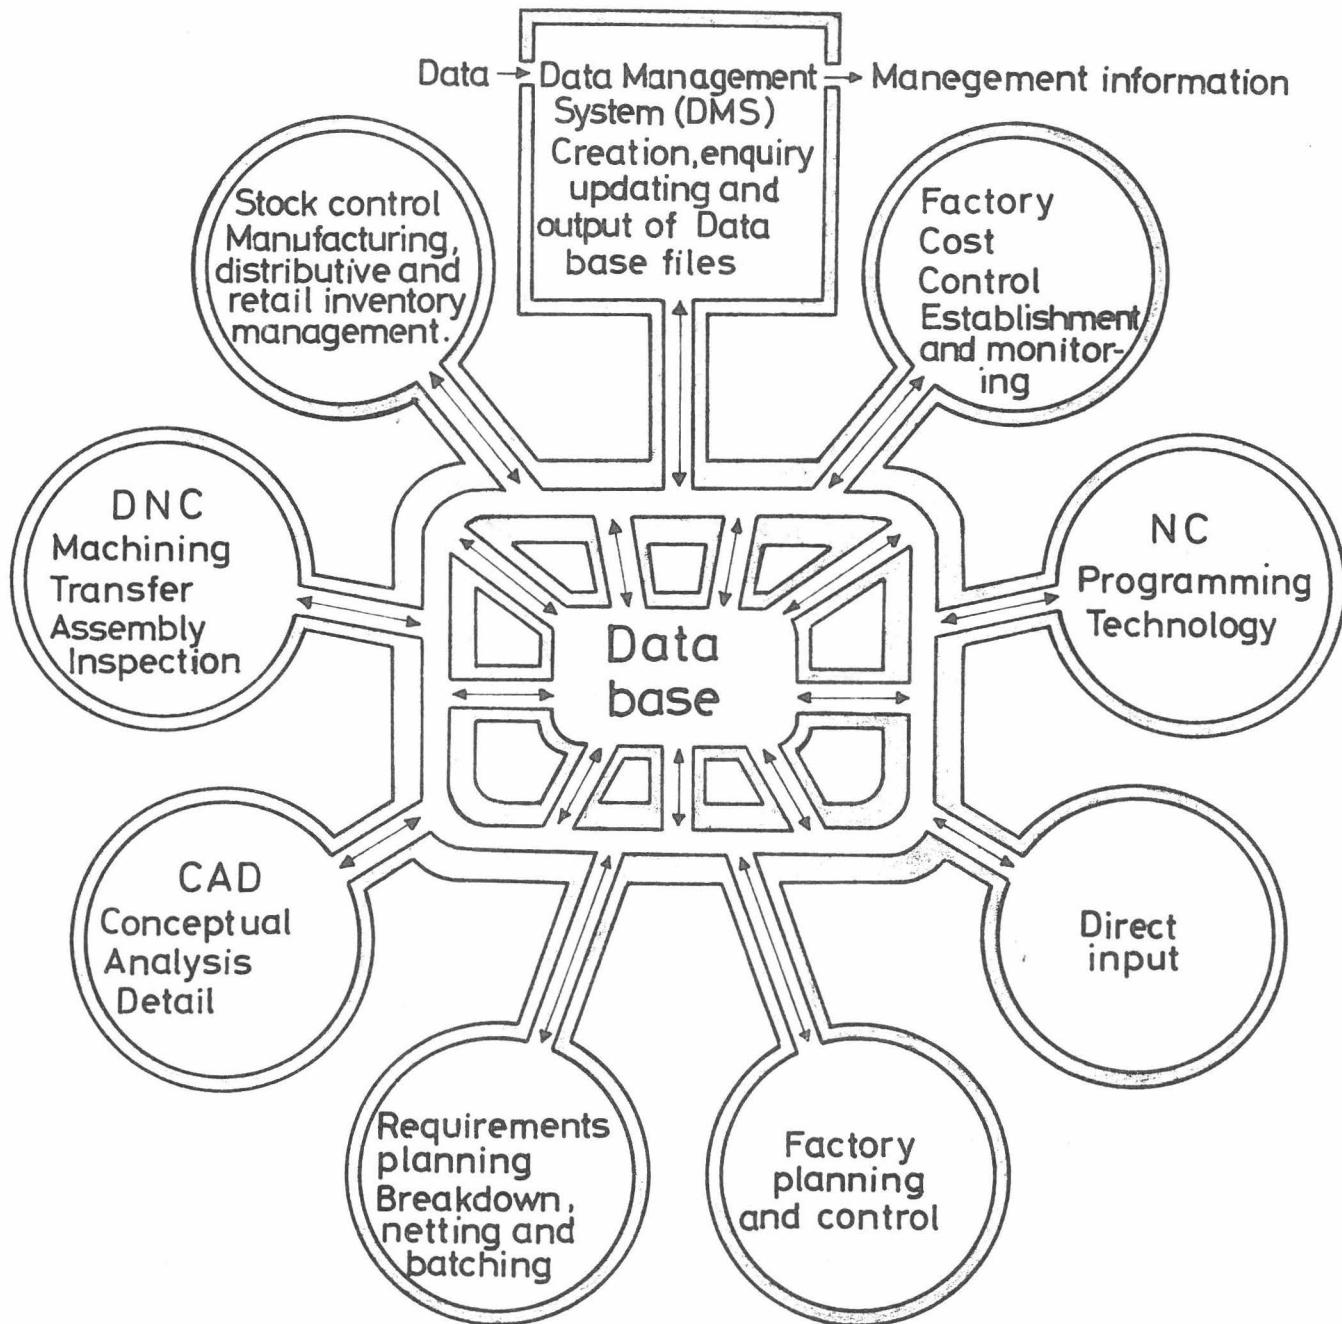 Data → Data Management → Manegement information
System (DMS)
Creation, enquiry
updating and
output of Data
base files
Stock control
Manufacturing,
distributive and
retail inventory
management.
Factory
Cost
Control
Establishment
and monitor-
ing
DNC
Machining
Transfer
Assembly
Inspection
NC
Programming
Technology
Data
base
CAD
Conceptual
Analysis
Detail
Direct
input
Requirements
planning
Breakdown,
netting and
batching
Factory
planning
and control